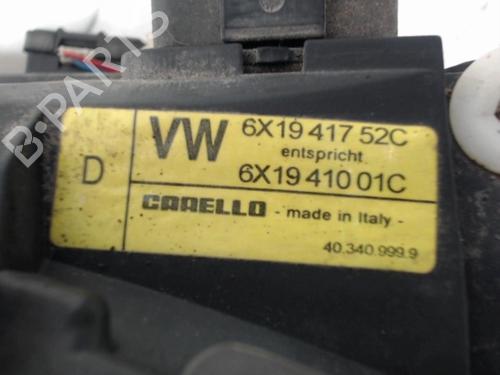 D
VW 6X19 417 52C
entspricht
6X19 410 01C
CARELLO - made in Italy -
40.340.999.9
B-PARTS